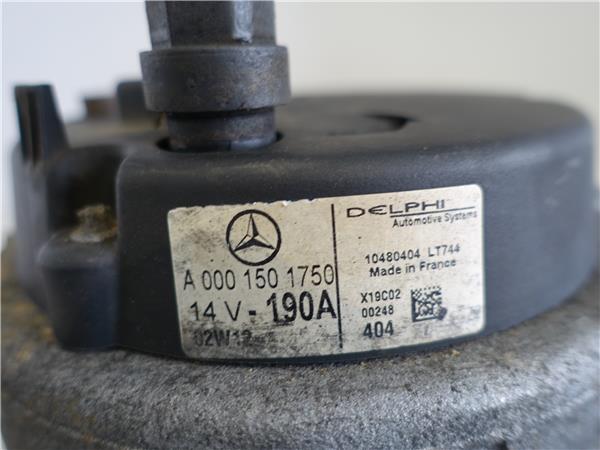 A 000 150 1750
14 V - 190A
02W12
DELPHI
Automotive Systems
10480404 LT744
Made in France
X19C02
00248
404